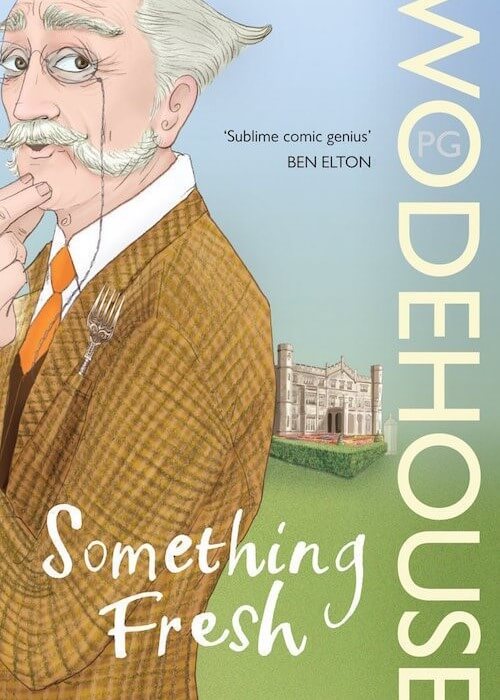 'Sublime comic genius'
BEN ELTON
PG
WODEHOUSE
Something
Fresh